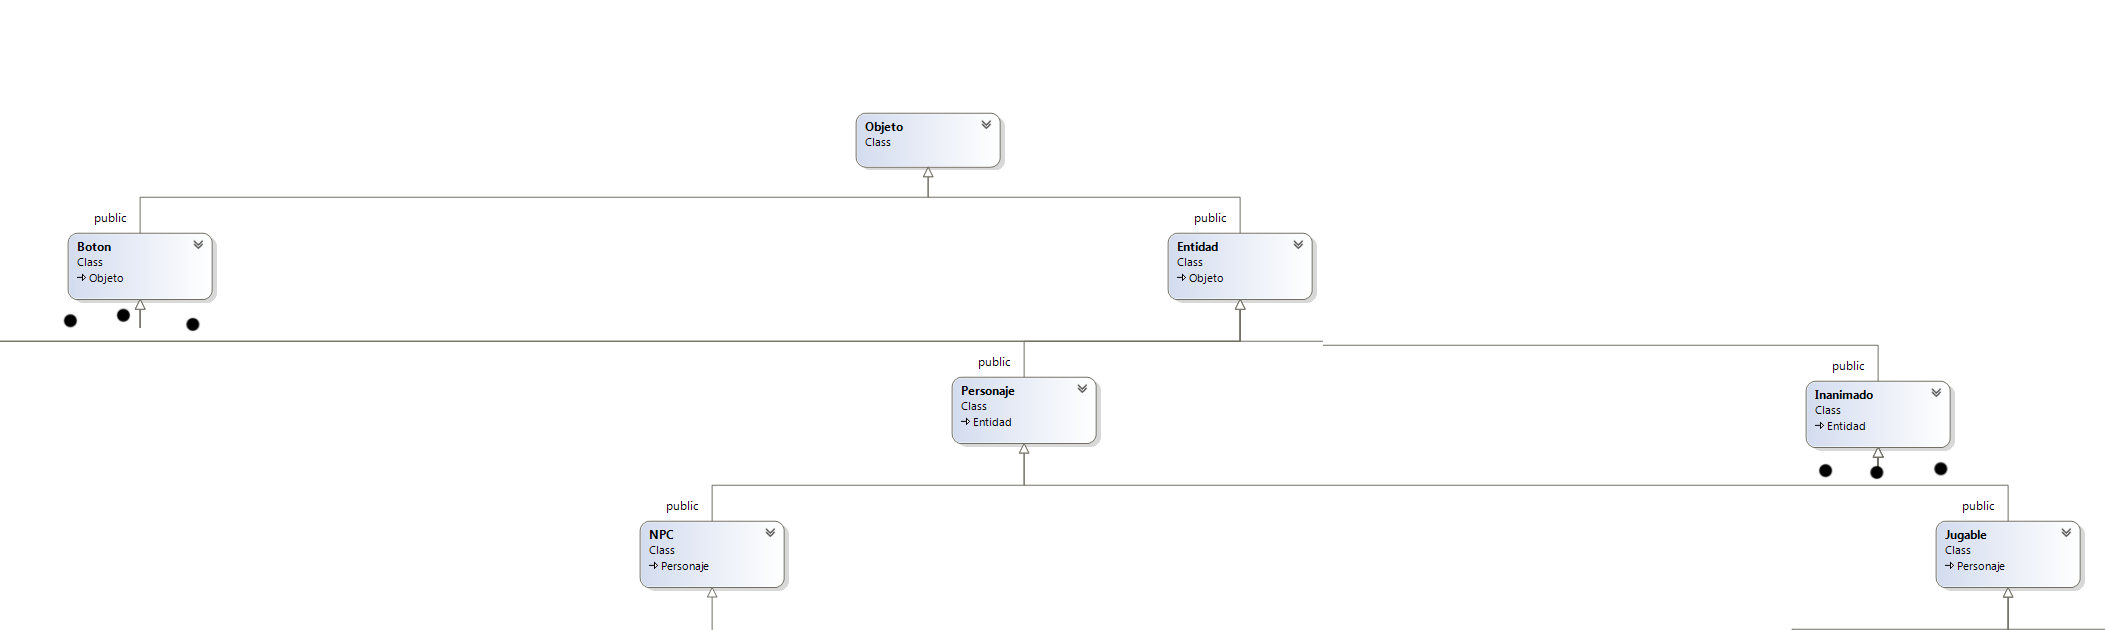 Objeto
Class
public
Boton
Class
Objeto
public
Entidad
Class
Objeto
public
Personaje
Class
Entidad
public
Inanimado
Class
Entidad
public
NPC
Class
Personaje
public
Jugable
Class
Personaje